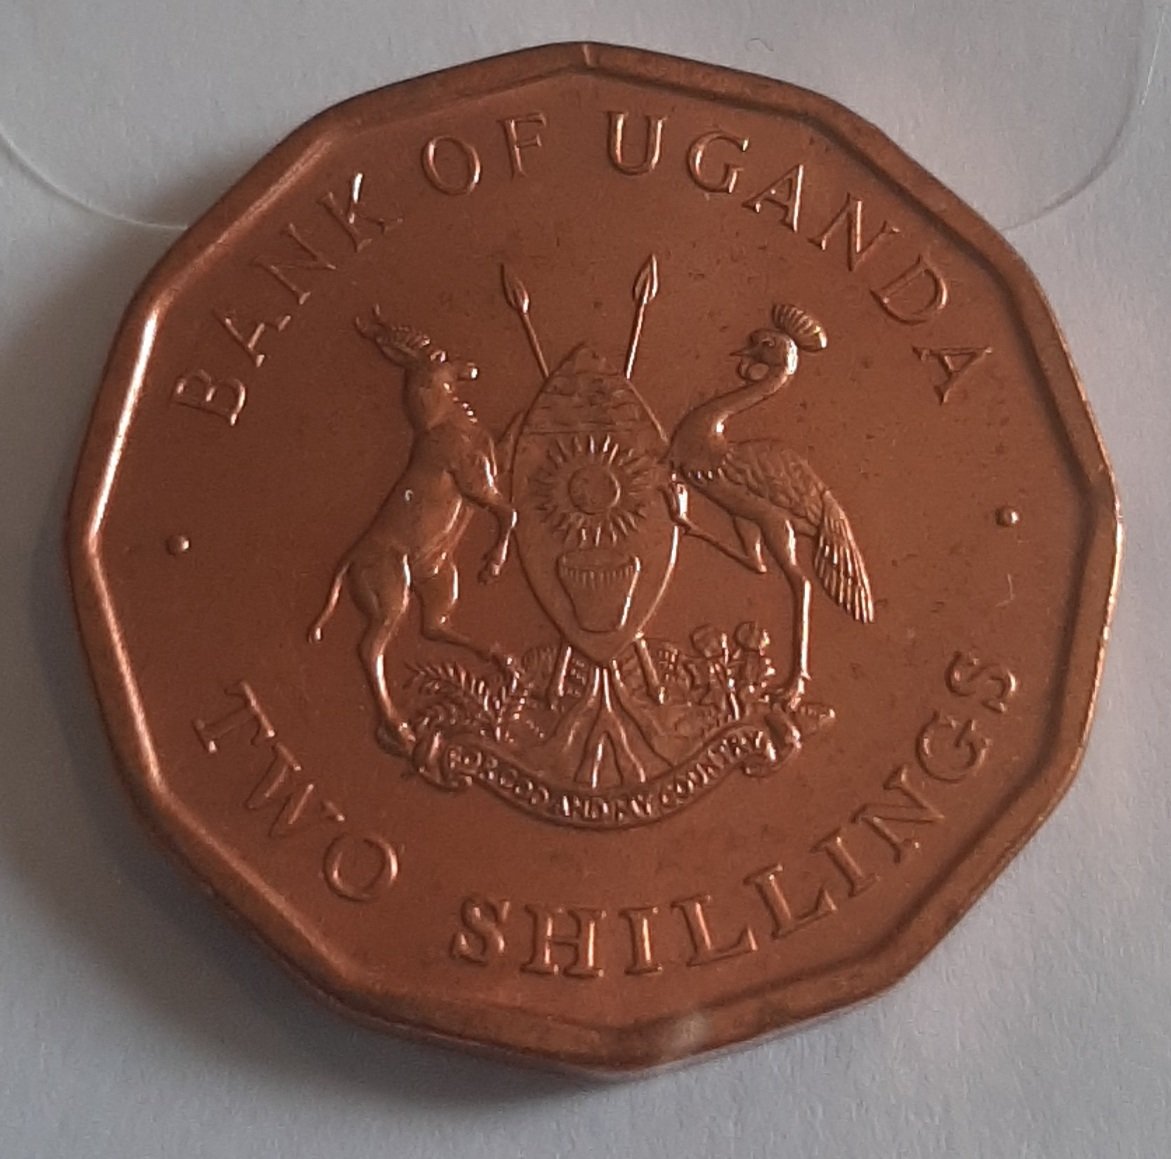 BANK OF UGANDA
FOR GOD AND MY COUNTRY
TWO SHILLINGS